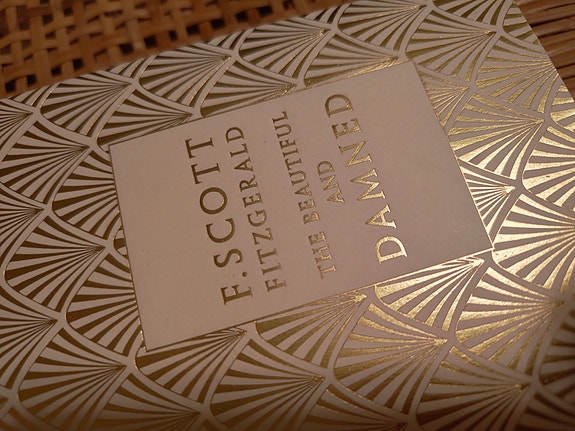 F. SCOTT
FITZGERALD
THE BEAUTIFUL
AND
DAMNED